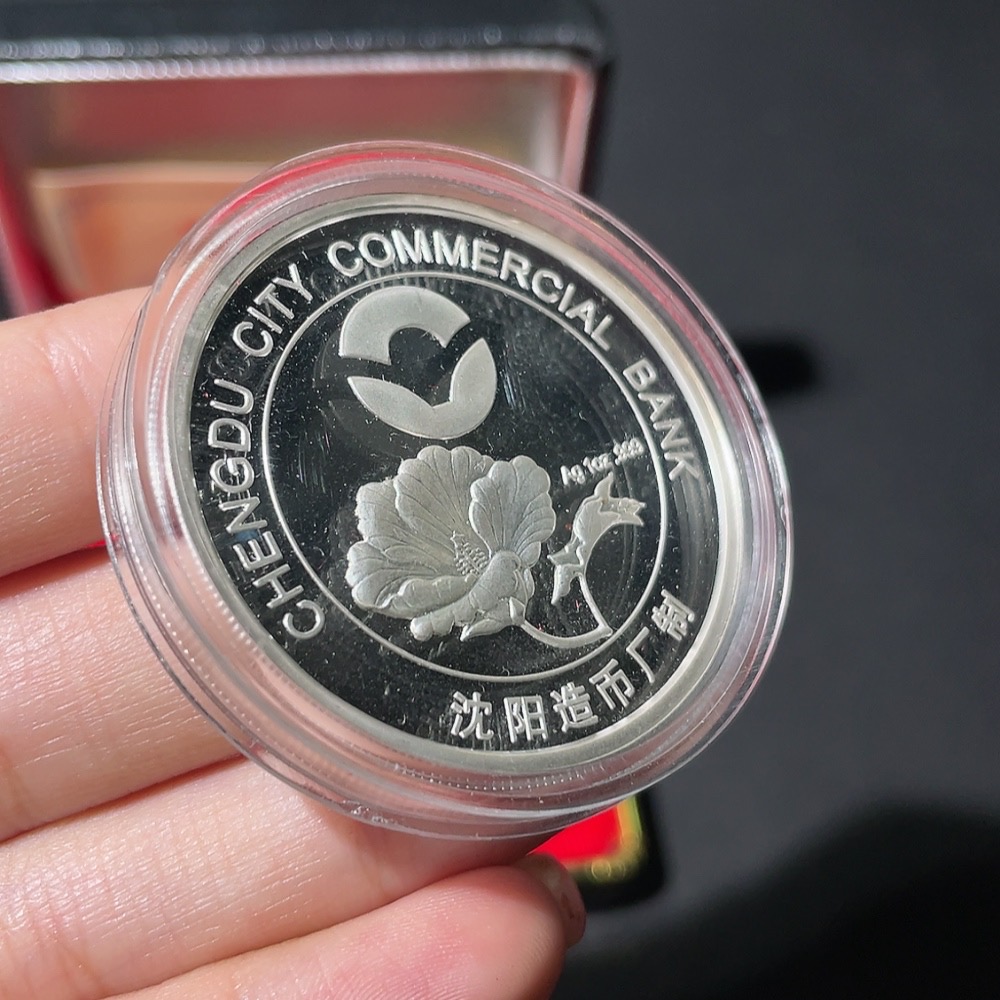 CHENGDU CITY COMMERCIAL BANK
Ag 1oz 999
沈阳造币厂制